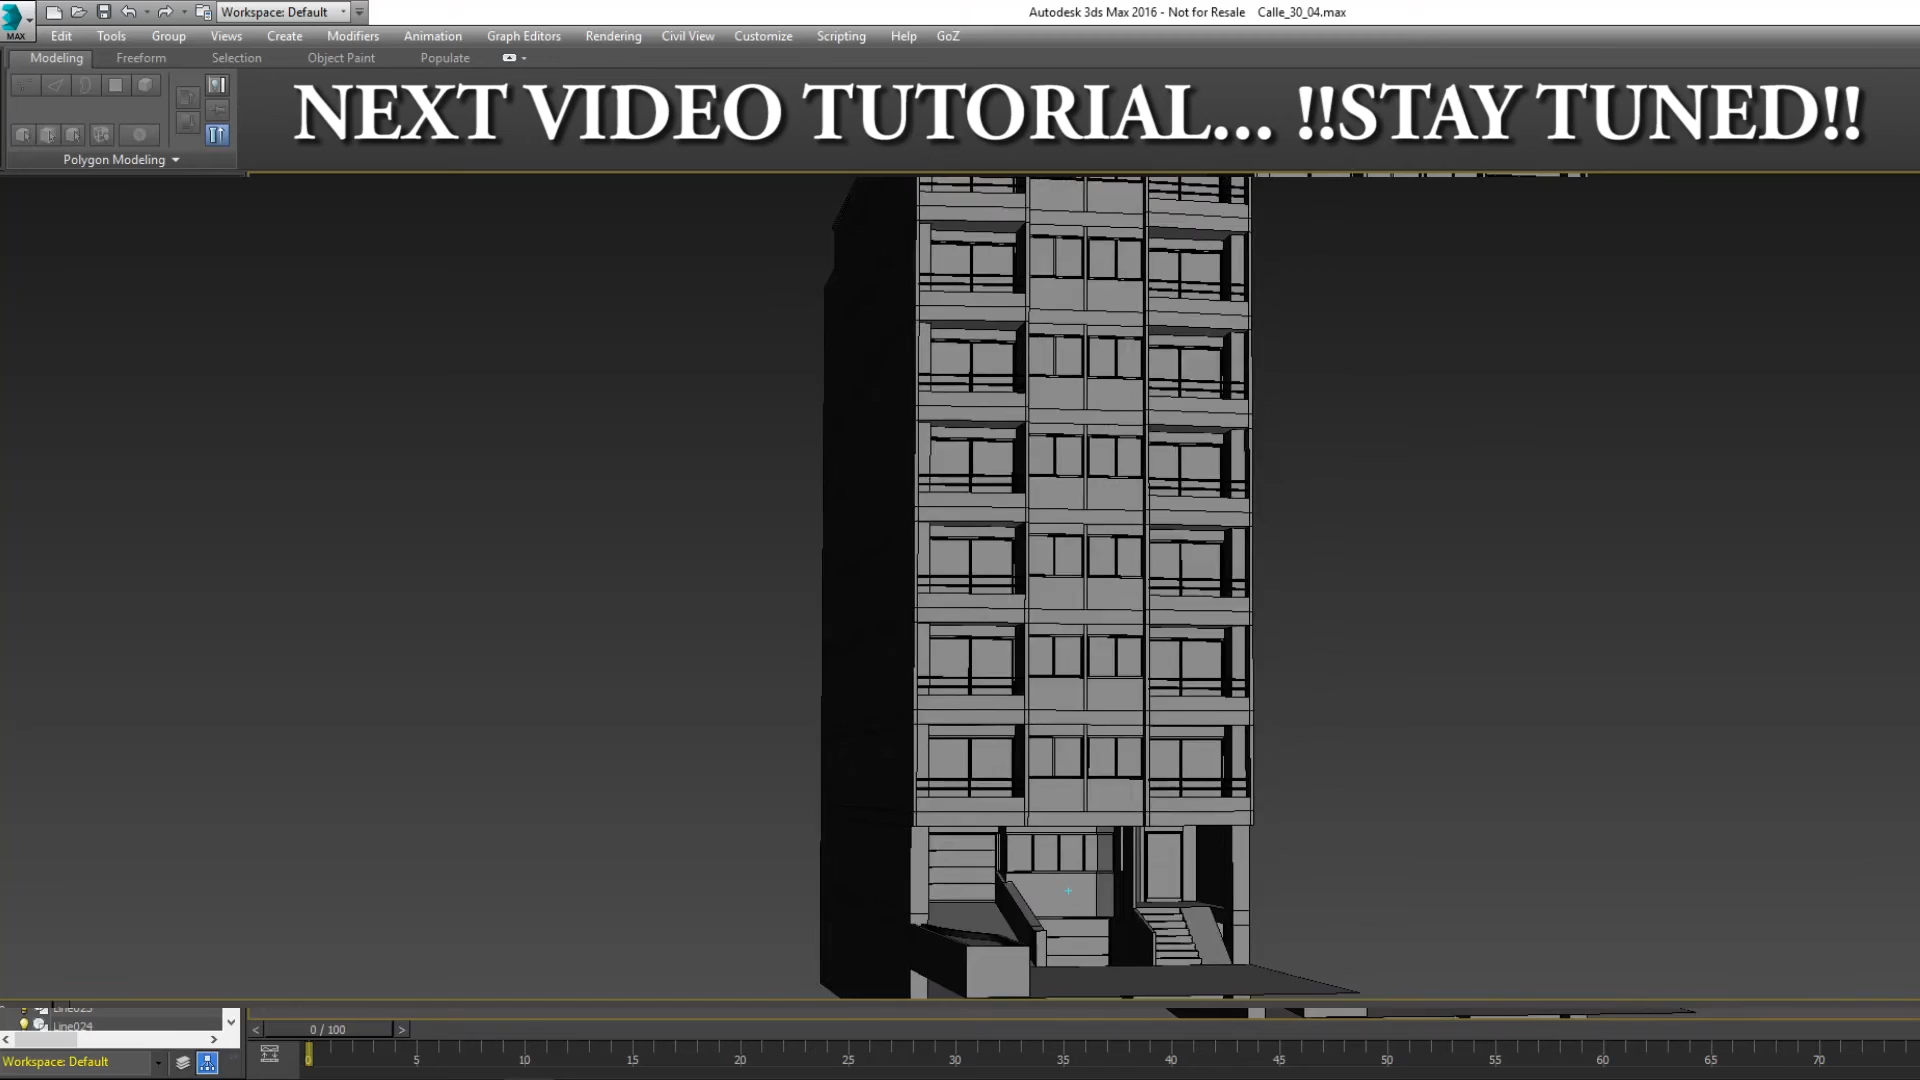 Workspace: Default
Autodesk 3ds Max 2016 - Not for Resale Calle_30_04.max
MAX
Edit Tools Group Views Create Modifiers Animation Graph Editors Rendering Civil View Customize Scripting Help GoZ
Modeling Freeform Selection Object Paint Populate
NEXT VIDEO TUTORIAL... !!STAY TUNED!!
Polygon Modeling
Line024
< 0 / 100 >
Workspace: Default
0 5 10 15 20 25 30 35 40 45 50 55 60 65 70